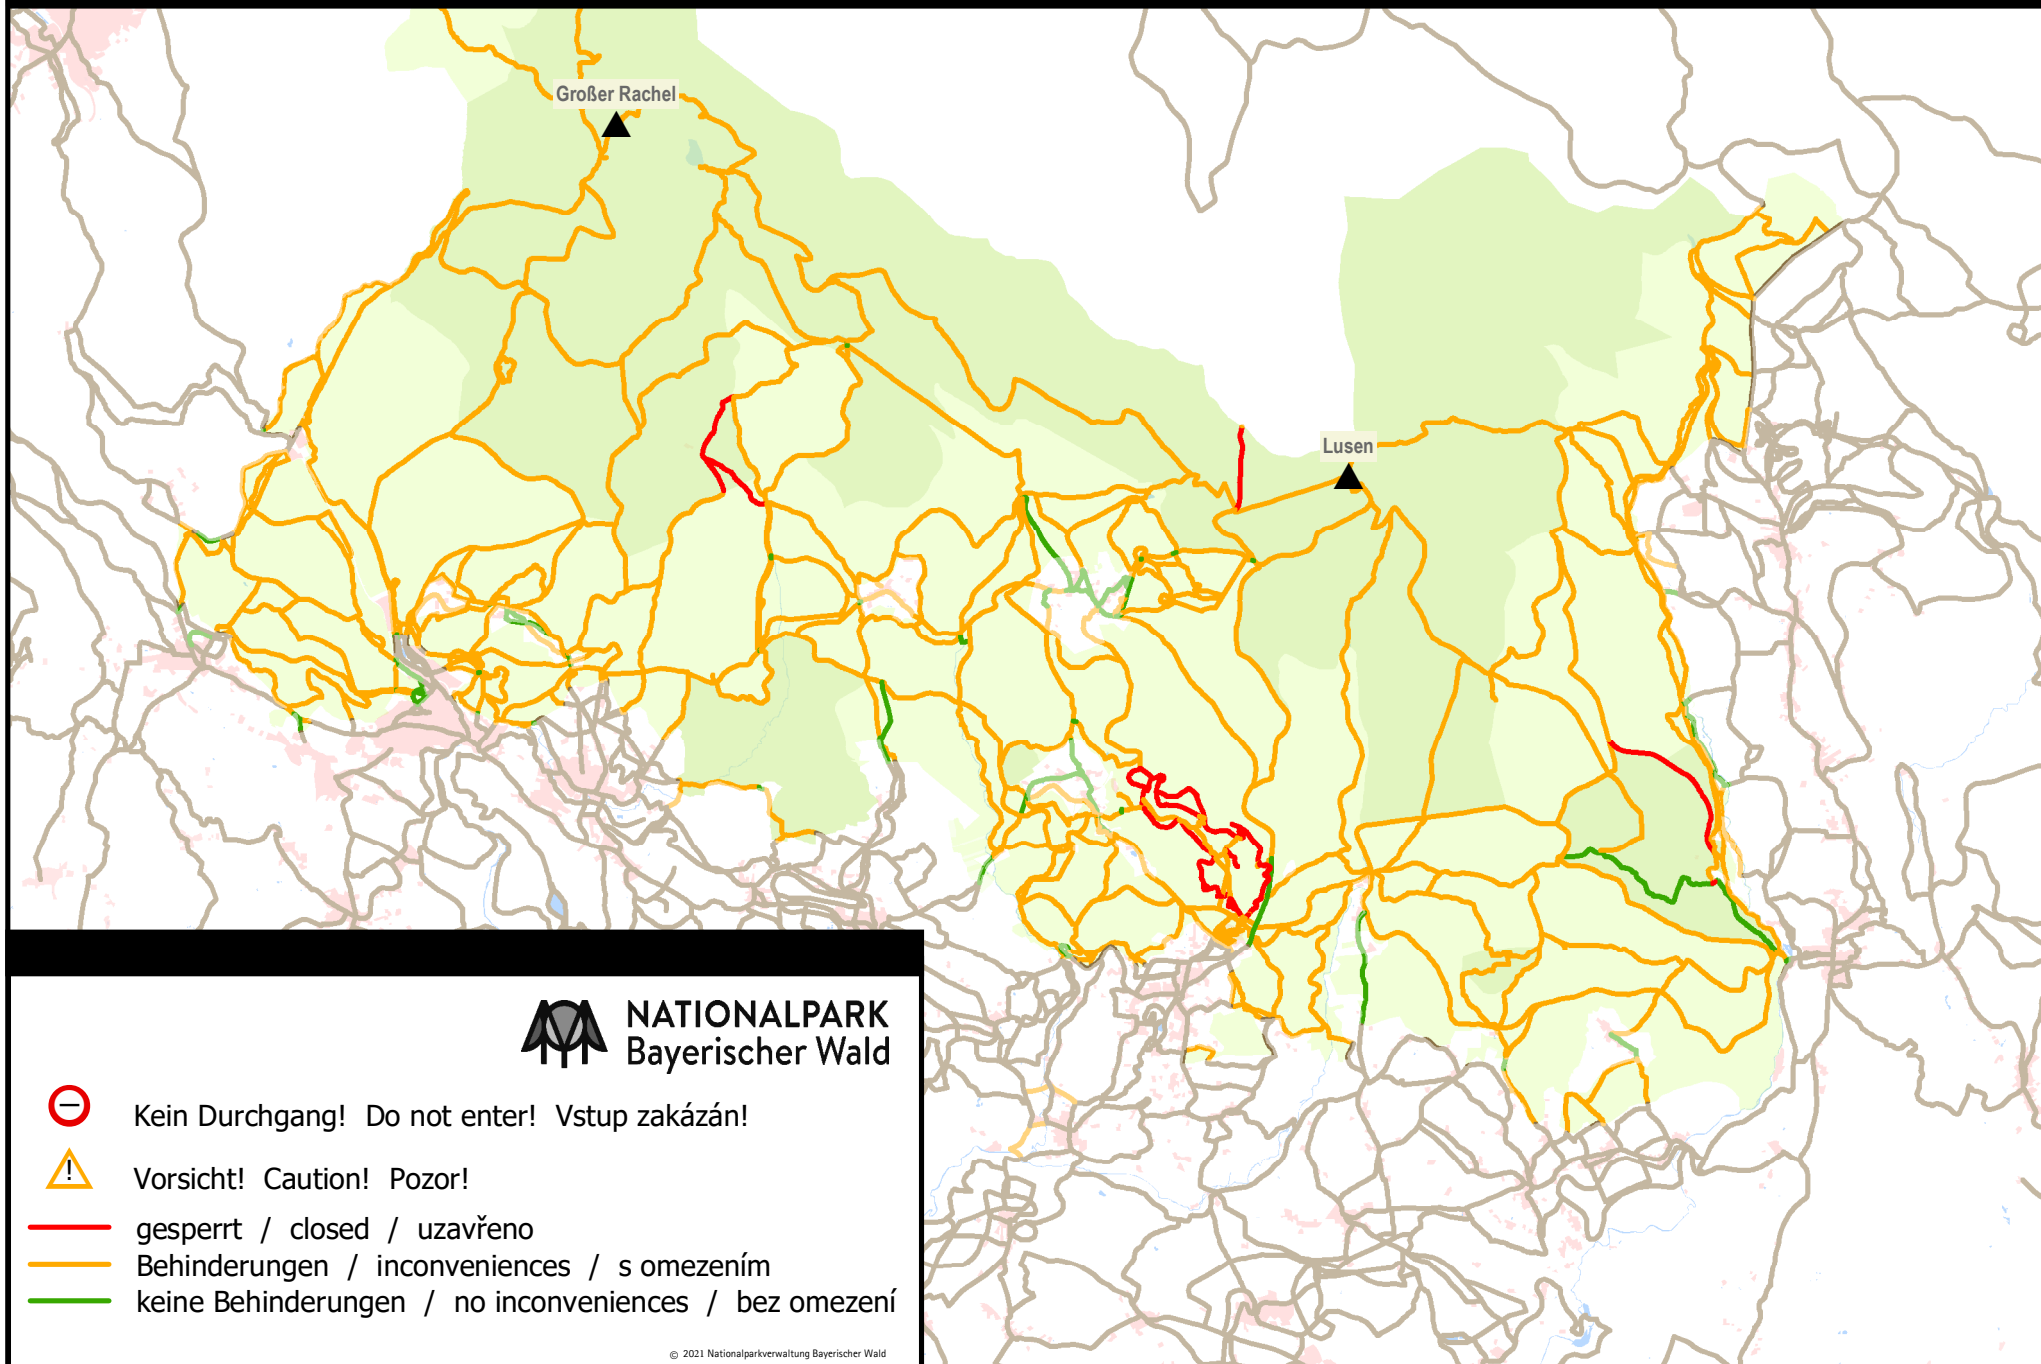 Großer Rachel
Lusen
NATIONALPARK
Bayerischer Wald
Kein Durchgang! Do not enter! Vstup zakázán!
! Vorsicht! Caution! Pozor!
gesperrt / closed / uzavřeno
Behinderungen / inconveniences / s omezením
keine Behinderungen / no inconveniences / bez omezení
© 2021 Nationalparkverwaltung Bayerischer Wald